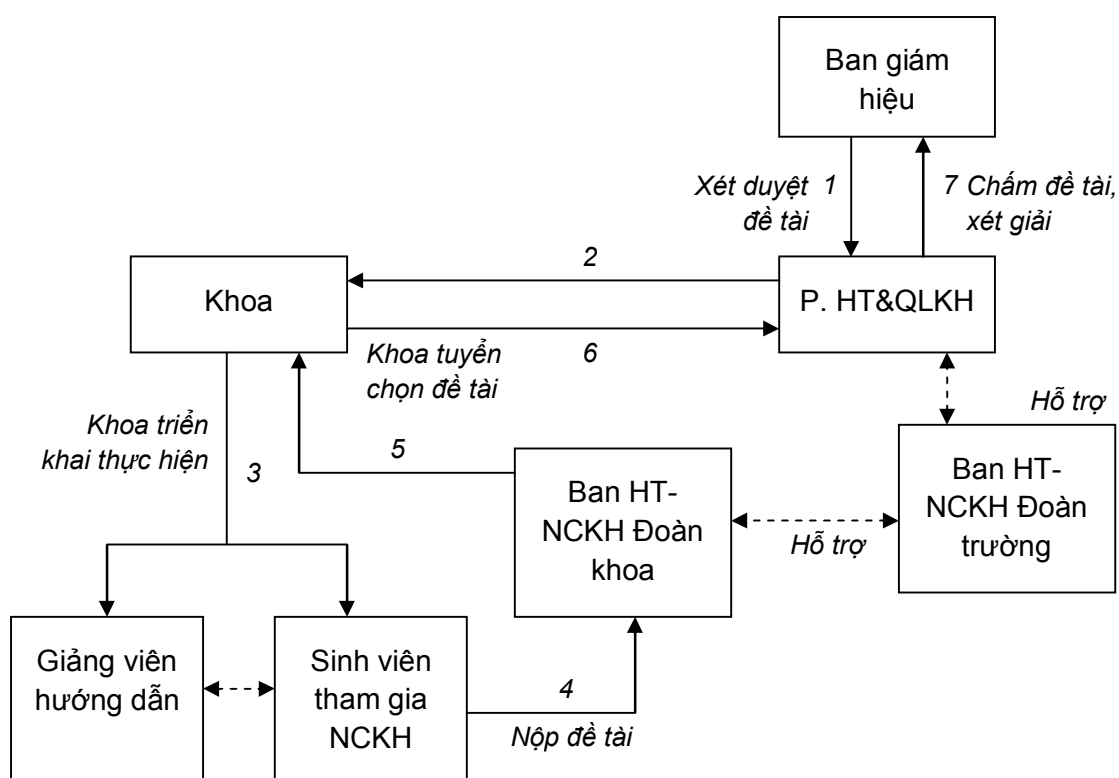 Ban giám
hiệu
Xét duyệt
đề tài
1
7 Chấm đề tài,
xét giải
2
Khoa
P. HT&QLKH
Khoa tuyển
chọn đề tài
6
Hỗ trợ
Khoa triển
khai thực hiện
3
5
Ban HT-
NCKH Đoàn
khoa
Hỗ trợ
Ban HT-
NCKH Đoàn
trường
Giảng viên
hướng dẫn
Sinh viên
tham gia
NCKH
4
Nộp đề tài